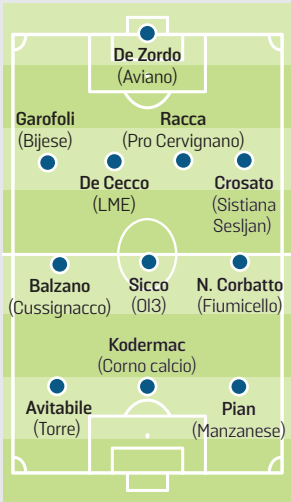 De Zordo
(Aviano)
Garofoli
(Bijese)
Racca
(Pro Cervignano)
De Cecco
(LME)
Crosato
(Sistiana
Sesljan)
Balzano
(Cussignacco)
Sicco
(Ol3)
N. Corbatto
(Fiumicello)
Kodermac
(Corno calcio)
Avitabile
(Torre)
Pian
(Manzanese)